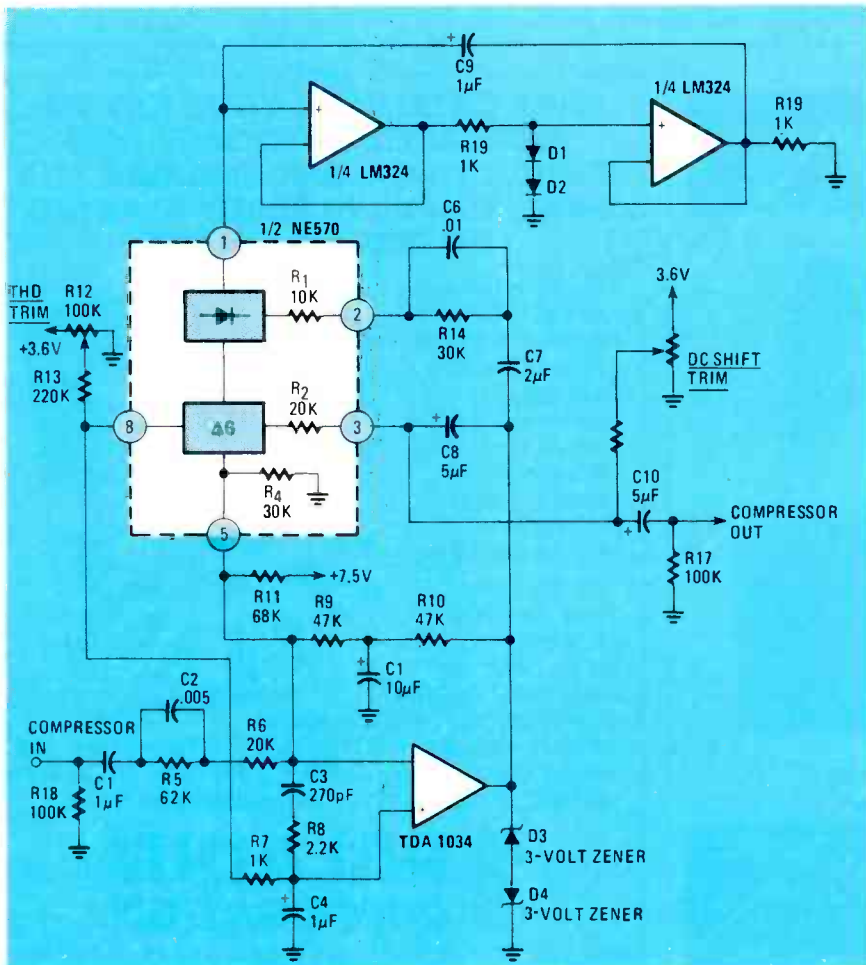 +
C9
1µF
1/4 LM324
+
1/4 LM324
R19
1K
D1
D2
+
1/4 LM324
R19
1K
1
1/2 NE570
C6
.01
R1
10K
2
R14
30K
C7
2µF
THD
TRIM
R12
100K
+3.6V
R13
220K
3.6V
DC SHIFT
TRIM
8
ΔG
R2
20K
3
+
C8
5µF
R4
30K
C10
5µF
+
COMPRESSOR
OUT
R17
100K
5
+7.5V
R11
68K
R9
47K
R10
47K
+
C1
10µF
C2
.005
COMPRESSOR
IN
R6
20K
C1
1µF
R5
62K
R18
100K
C3
270pF
R8
2.2K
R7
1K
TDA 1034
+
C4
1µF
D3
3-VOLT ZENER
D4
3-VOLT ZENER